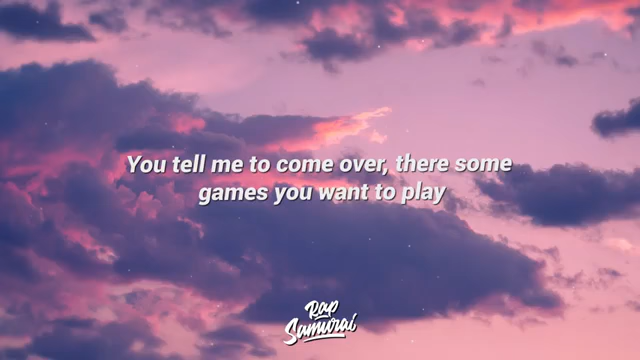 You tell me to come over, there some
games you want to play
Rap
Samurai